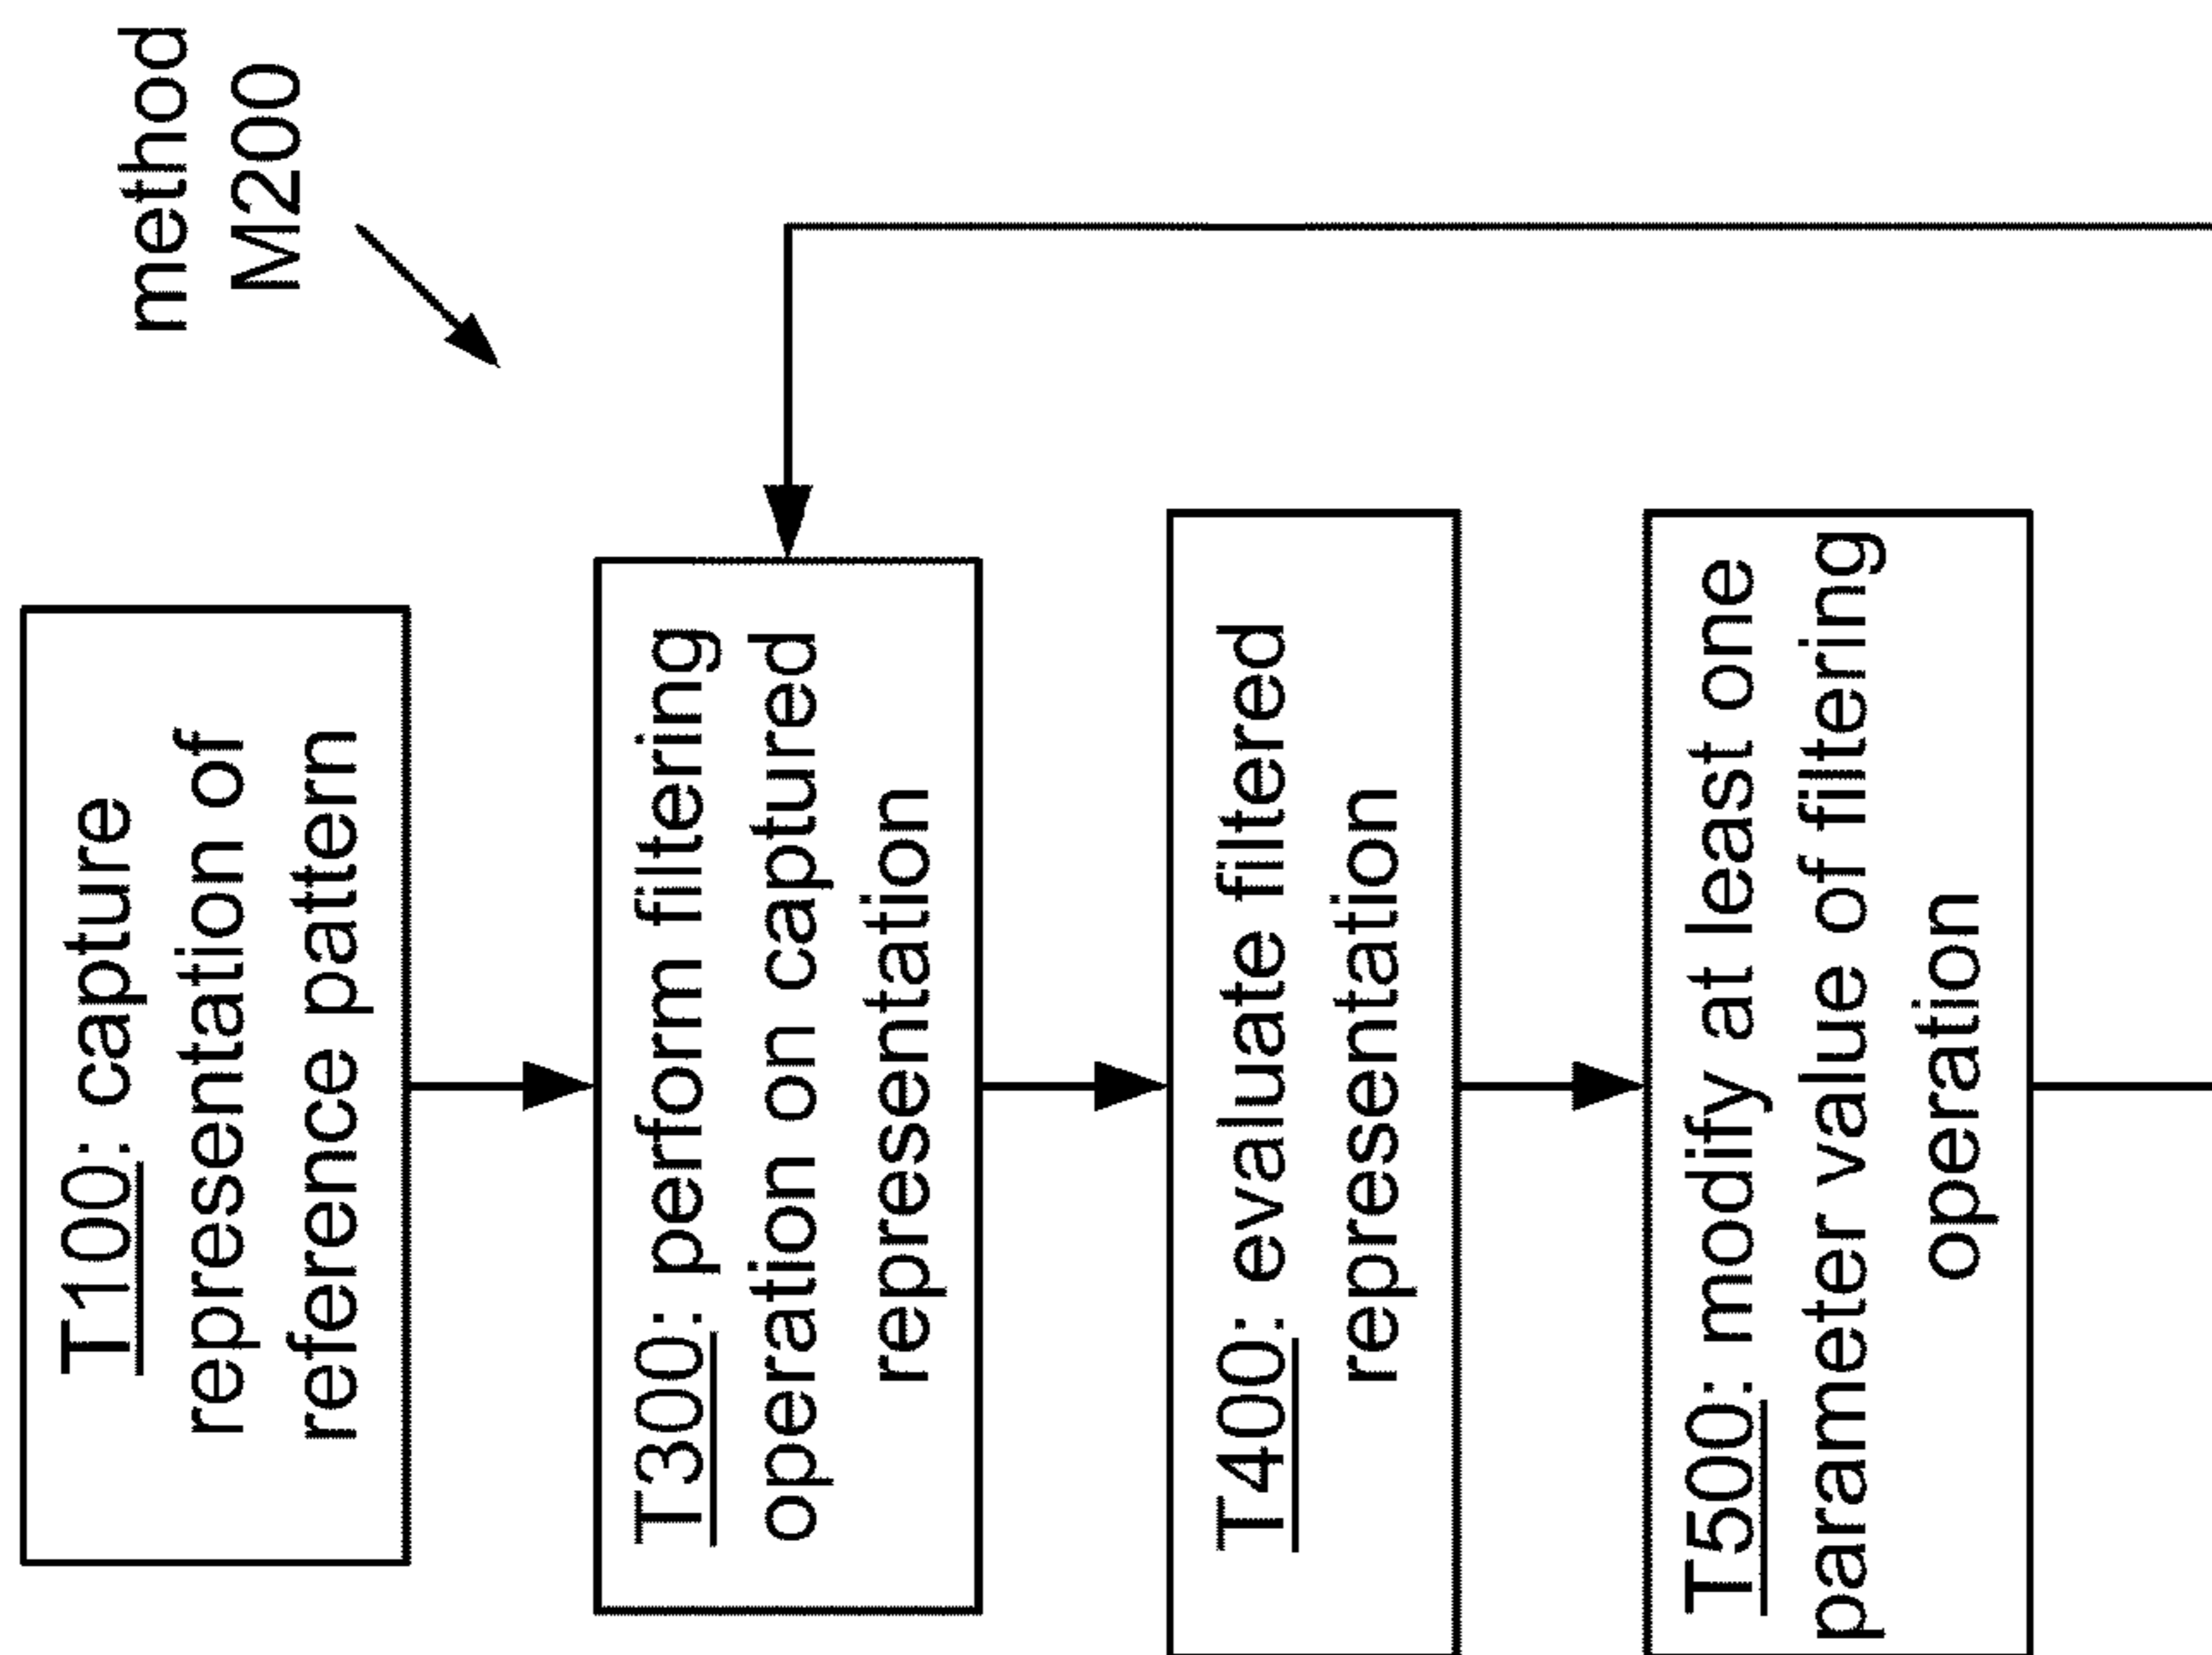 method
M200
T100: capture
representation of
reference pattern
T300: perform filtering
operation on captured
representation
T400: evaluate filtered
representation
T500: modify at least one
parameter value of filtering
operation